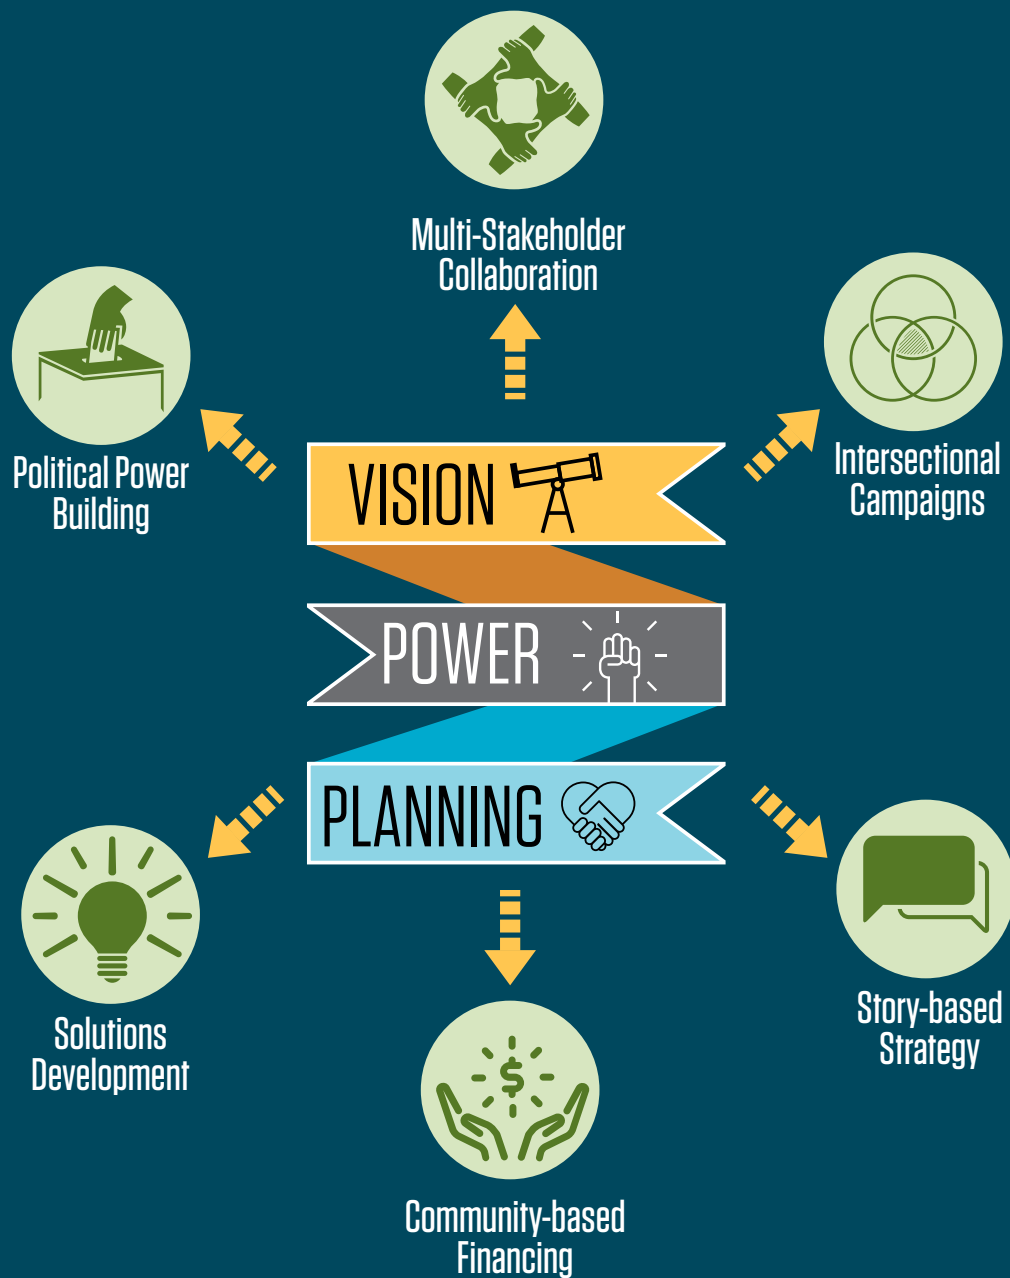 Multi-Stakeholder
Collaboration
Political Power
Building
Intersectional
Campaigns
VISION
POWER
PLANNING
Solutions
Development
Story-based
Strategy
$
Community-based
Financing